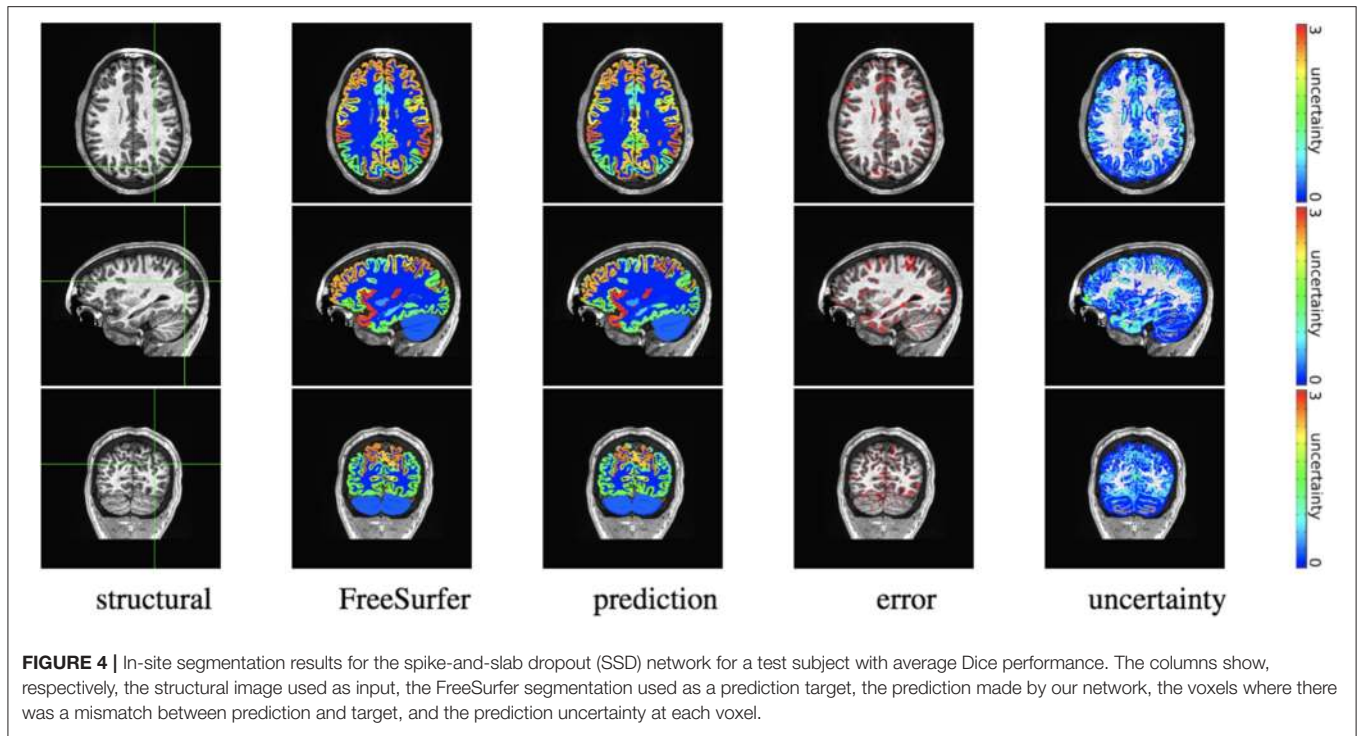 3
uncertainty
0
3
uncertainty
0
3
uncertainty
0
structural FreeSurfer prediction error uncertainty
FIGURE 4 | In-site segmentation results for the spike-and-slab dropout (SSD) network for a test subject with average Dice performance. The columns show,
respectively, the structural image used as input, the FreeSurfer segmentation used as a prediction target, the prediction made by our network, the voxels where there
was a mismatch between prediction and target, and the prediction uncertainty at each voxel.